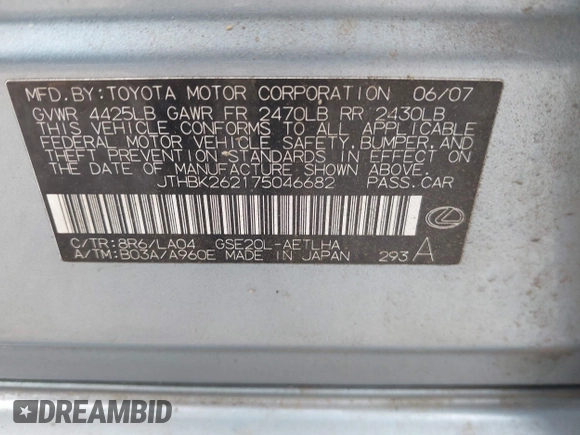 MFD.BY:TOYOTA MOTOR CORPORATION 06/07
GVWR 4425LB GAWR FR 2470LB RR 2430LB
THIS VEHICLE CONFORMS TO ALL APPLICABLE
FEDERAL MOTOR VEHICLE SAFETY,BUMPER,AND
THEFT PREVENTION STANDARDS IN EFFECT ON
THE DATE OF MANUFACTURE SHOWN ABOVE.
JTHBK262175046682 PASS.CAR
C/TR:8R6/LA04 GSE20L-AETLHA
A/TM:B03A/A960E MADE IN JAPAN 293 A
DREAMBID